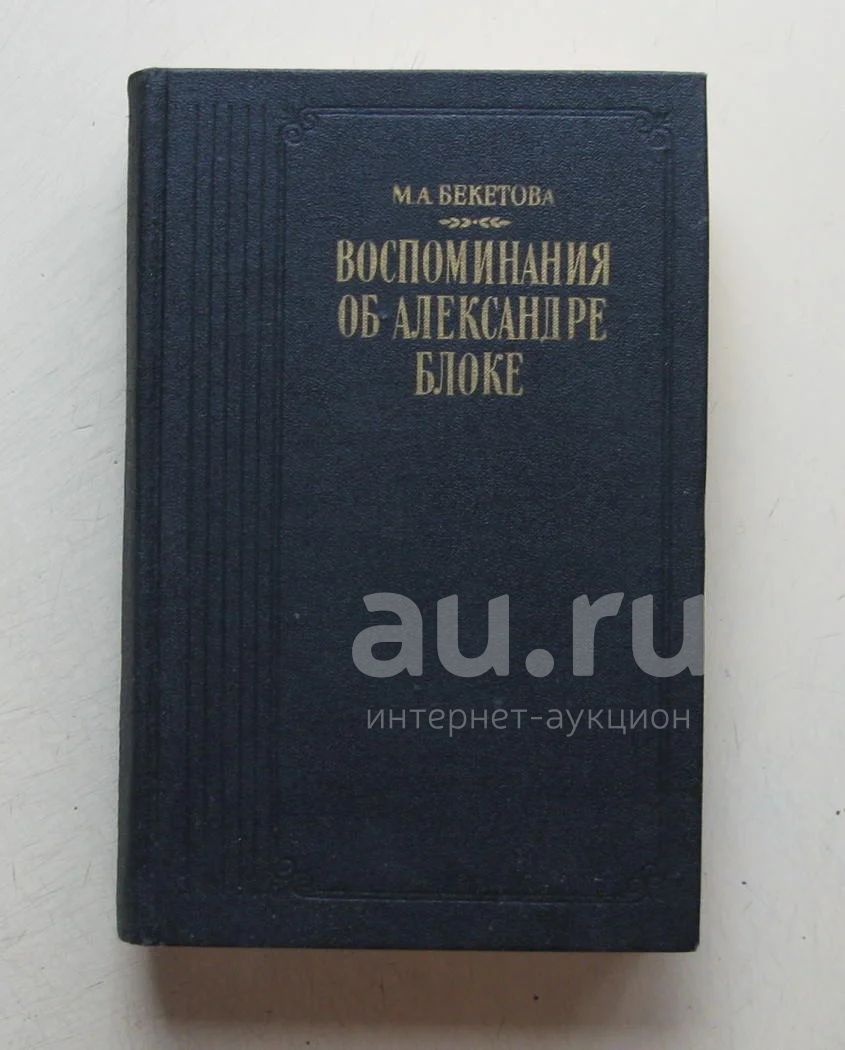 М. А. БЕКЕТОВА
ВОСПОМИНАНИЯ
ОБ АЛЕКСАНДРЕ
БЛОКЕ
au.ru
интернет-аукцион